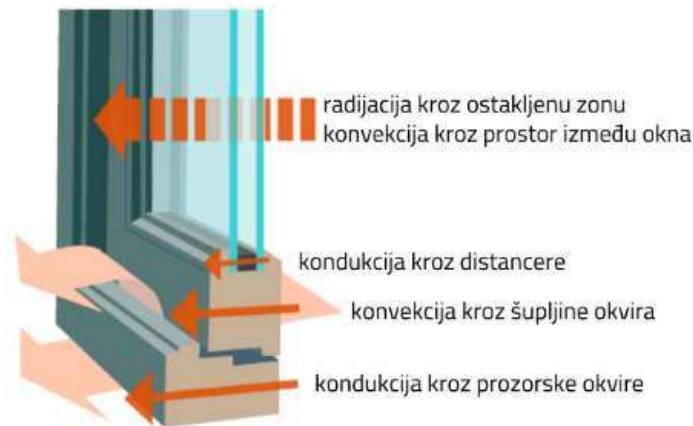 radijacija kroz ostakljenu zonu
konvekcija kroz prostor između okna
kondukcija kroz distancere
konvekcija kroz šupljine okvira
kondukcija kroz prozorske okvire